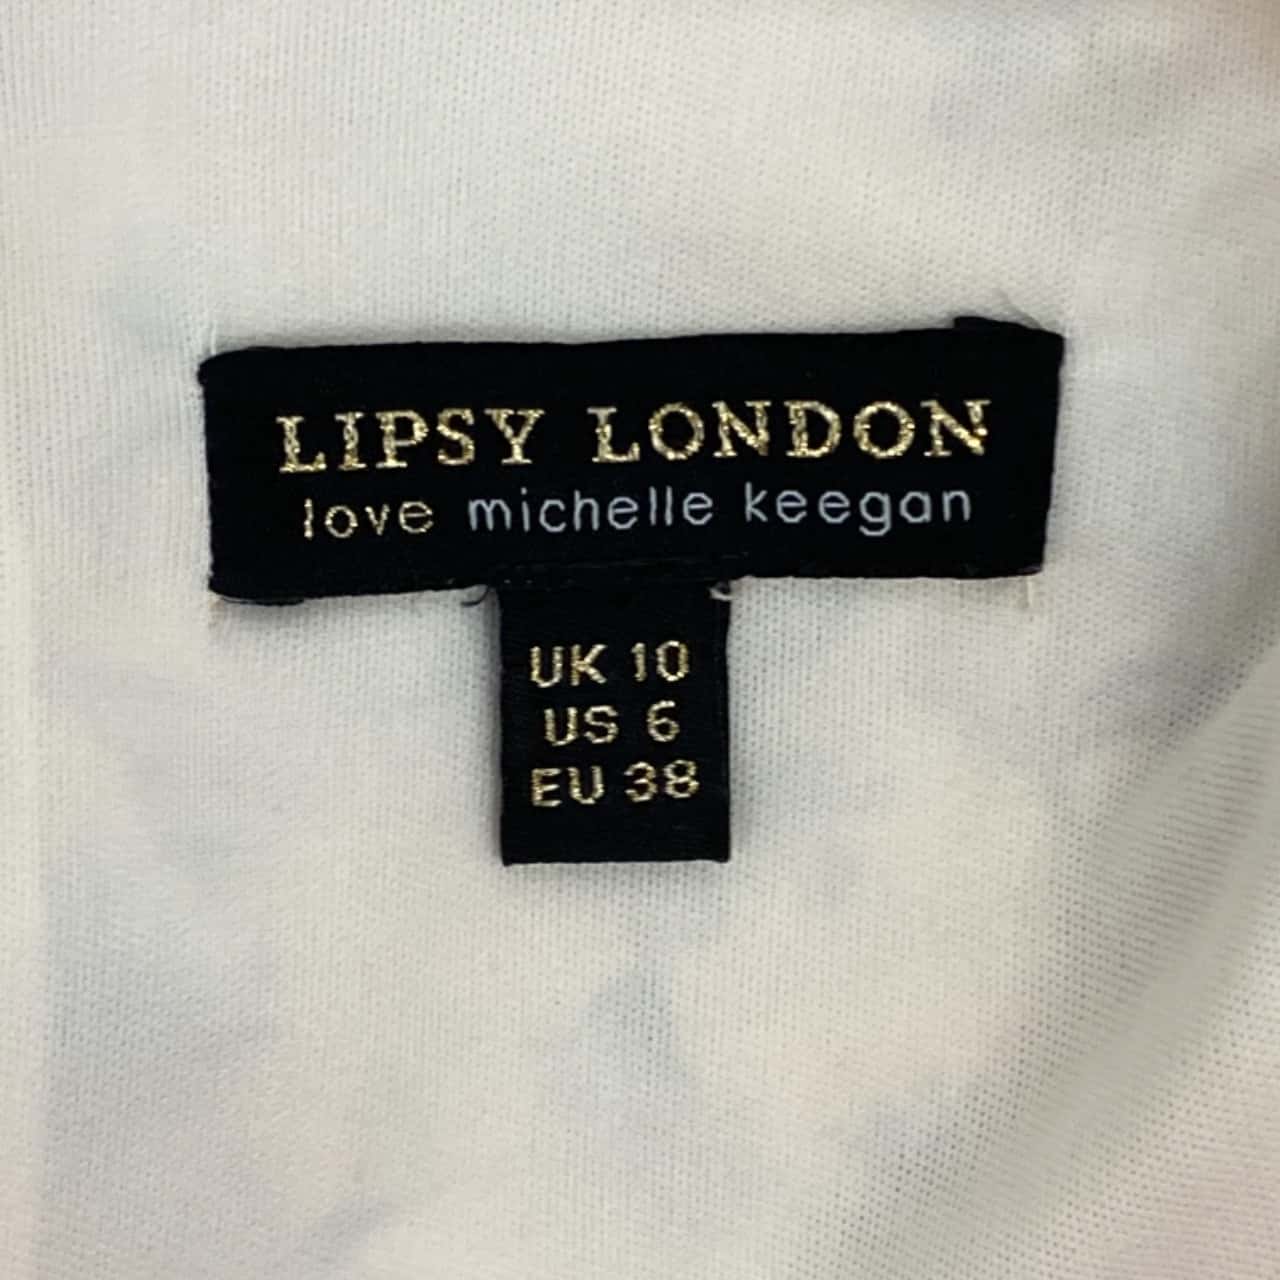 LIPSY LONDON
love michelle keegan
UK 10
US 6
EU 38